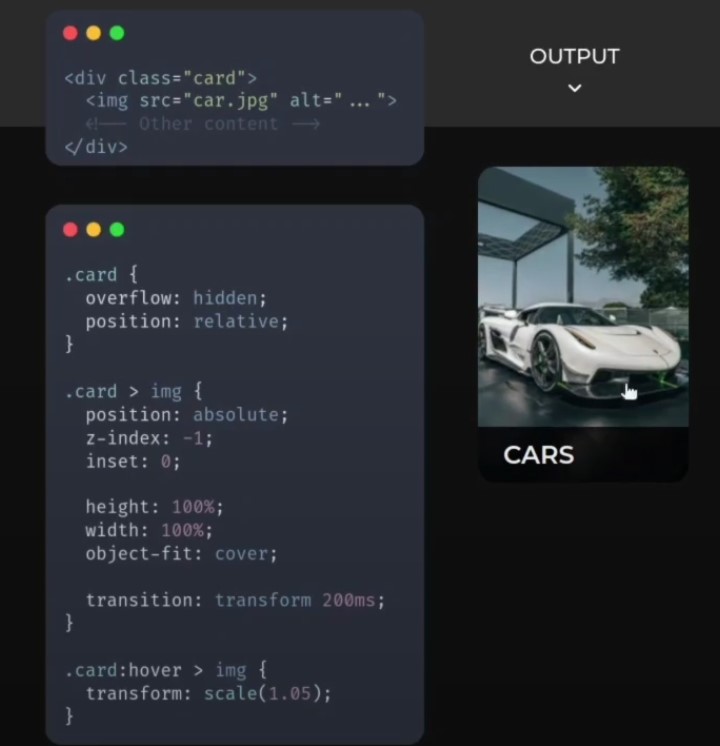 <div class="card">
  <img src="car.jpg" alt="...">
  <!-- Other content -->
</div>
.card {
  overflow: hidden;
  position: relative;
}
.card > img {
  position: absolute;
  z-index: -1;
  inset: 0;
  height: 100%;
  width: 100%;
  object-fit: cover;
  transition: transform 200ms;
}
.card:hover > img {
  transform: scale(1.05);
}
OUTPUT
CARS